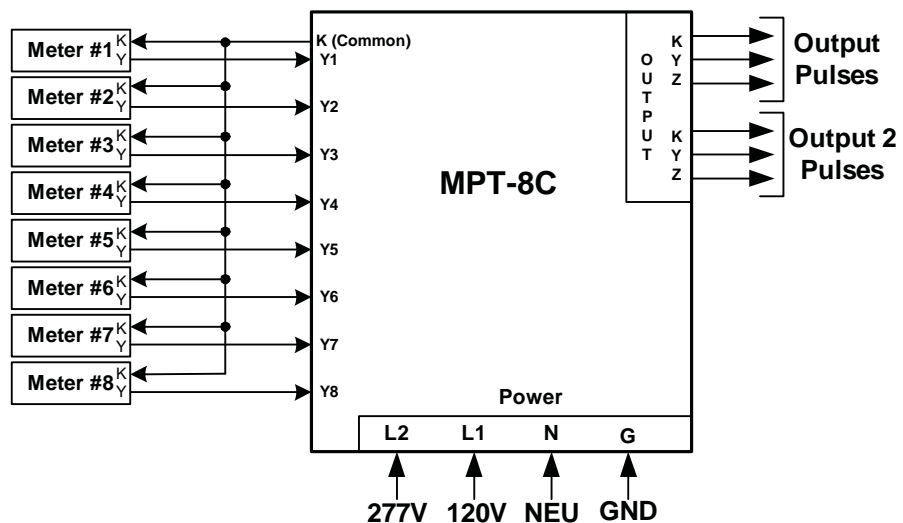 Meter #1
K
Y
Meter #2
K
Y
Meter #3
K
Y
Meter #4
K
Y
Meter #5
K
Y
Meter #6
K
Y
Meter #7
K
Y
Meter #8
K
Y
K (Common)
Y1
Y2
Y3
Y4
Y5
Y6
Y7
Y8
MPT-8C
OUTPUT
K
Y
Z
K
Y
Z
Output
Pulses
Output 2
Pulses
Power
L2 L1 N G
277V 120V NEU GND